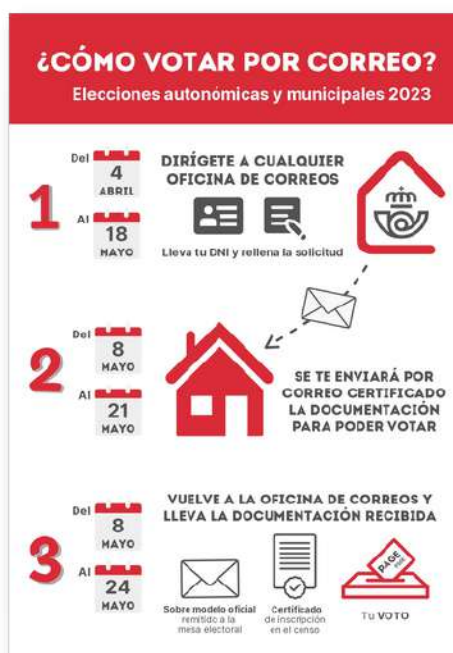 ¿CÓMO VOTAR POR CORREO?
Elecciones autonómicas y municipales 2023
1
Del
4
ABRIL
Al
18
MAYO
DIRÍGETE A CUALQUIER
OFICINA DE CORREOS
Lleva tu DNI y rellena la solicitud
2
Del
8
MAYO
Al
21
MAYO
SE TE ENVIARÁ POR
CORREO CERTIFICADO
LA DOCUMENTACIÓN
PARA PODER VOTAR
3
Del
8
MAYO
Al
24
MAYO
VUELVE A LA OFICINA DE CORREOS Y
LLEVA LA DOCUMENTACIÓN RECIBIDA
Sobre modelo oficial
remitido a la
mesa electoral
Certificado
de inscripción
en el censo
PAGE
Tu VOTO